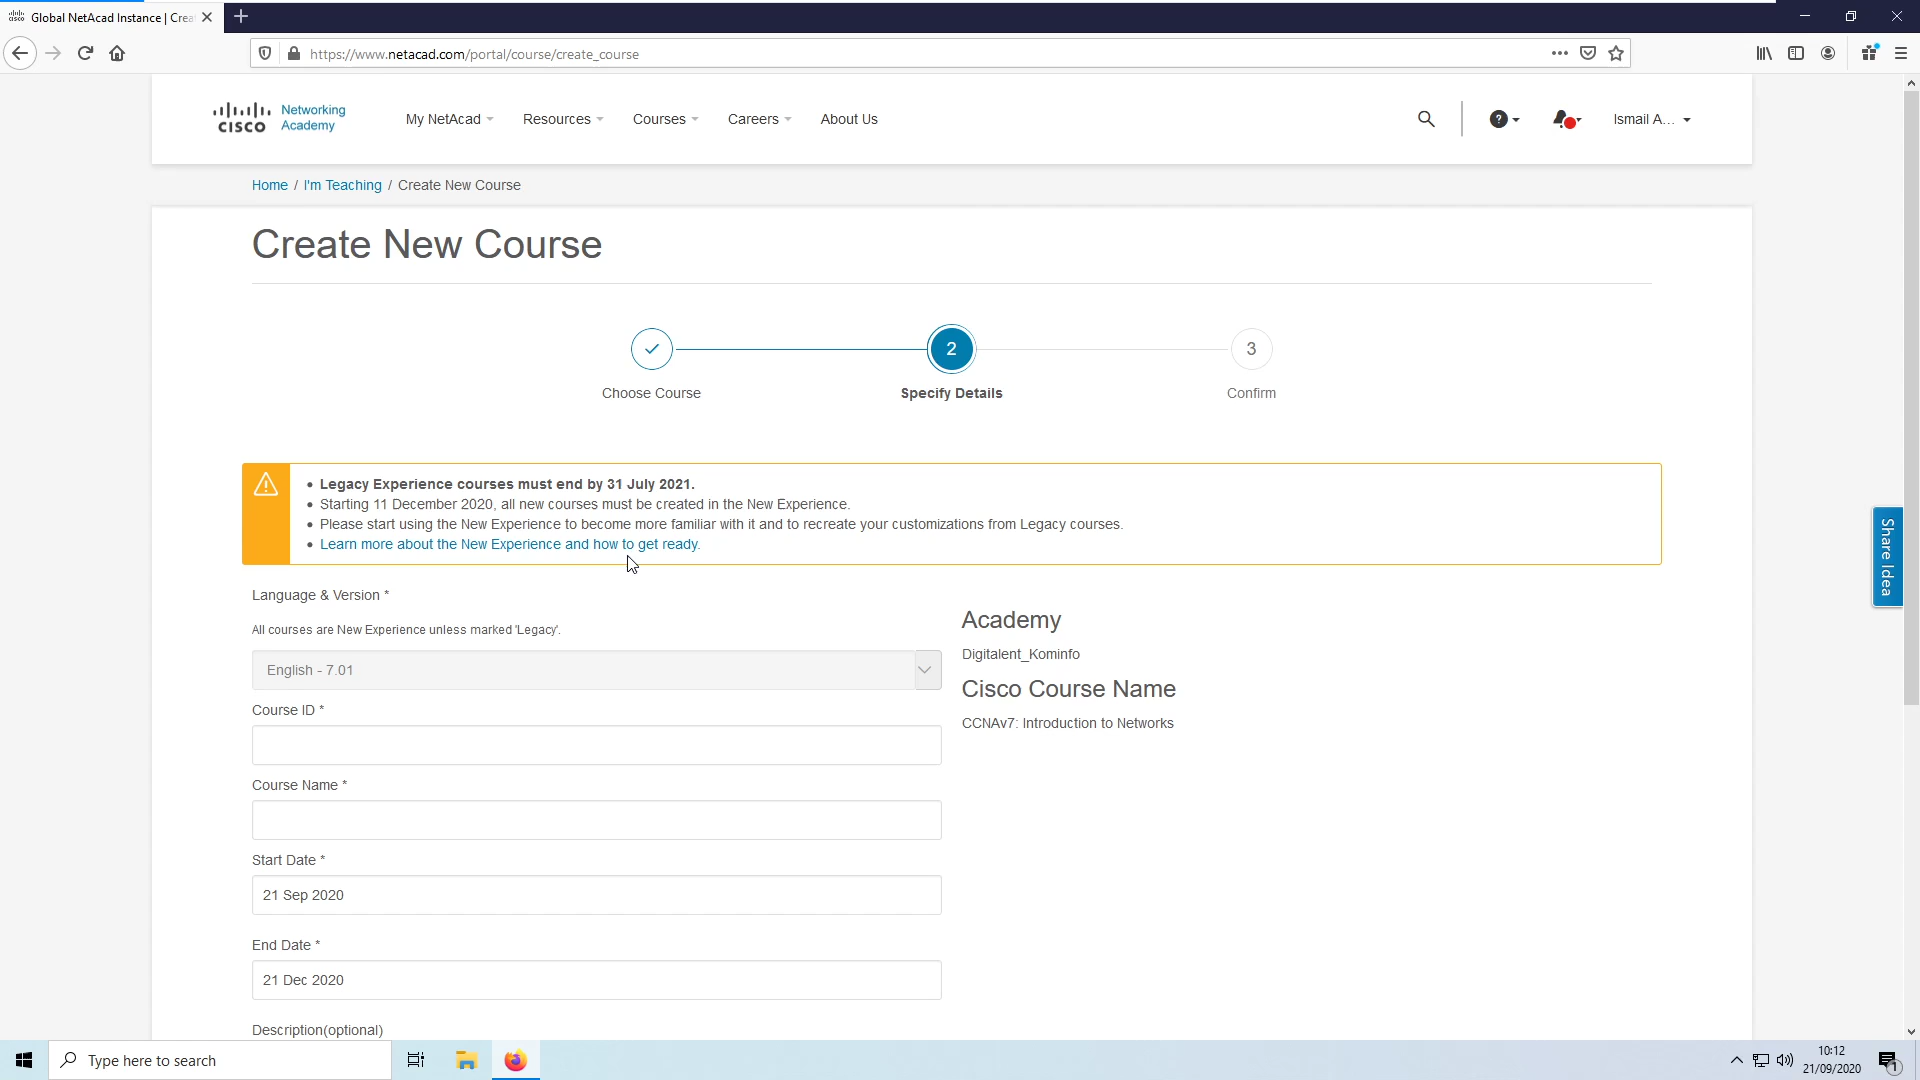 Global NetAcad Instance | Crea
https://www.netacad.com/portal/course/create_course
CISCO
Networking
Academy
My NetAcad
Resources
Courses
Careers
About Us
?
Ismail A...
Home / I'm Teaching / Create New Course
Create New Course
2
3
Choose Course
Specify Details
Confirm
• Legacy Experience courses must end by 31 July 2021.
• Starting 11 December 2020, all new courses must be created in the New Experience.
• Please start using the New Experience to become more familiar with it and to recreate your customizations from Legacy courses.
• Learn more about the New Experience and how to get ready.
Share Idea
Language & Version *
All courses are New Experience unless marked 'Legacy'.
English - 7.01
Course ID *
Course Name *
Start Date *
21 Sep 2020
End Date *
21 Dec 2020
Description(optional)
Academy
Digitalent_Kominfo
Cisco Course Name
CCNAv7: Introduction to Networks
Type here to search
10:12
21/09/2020
1